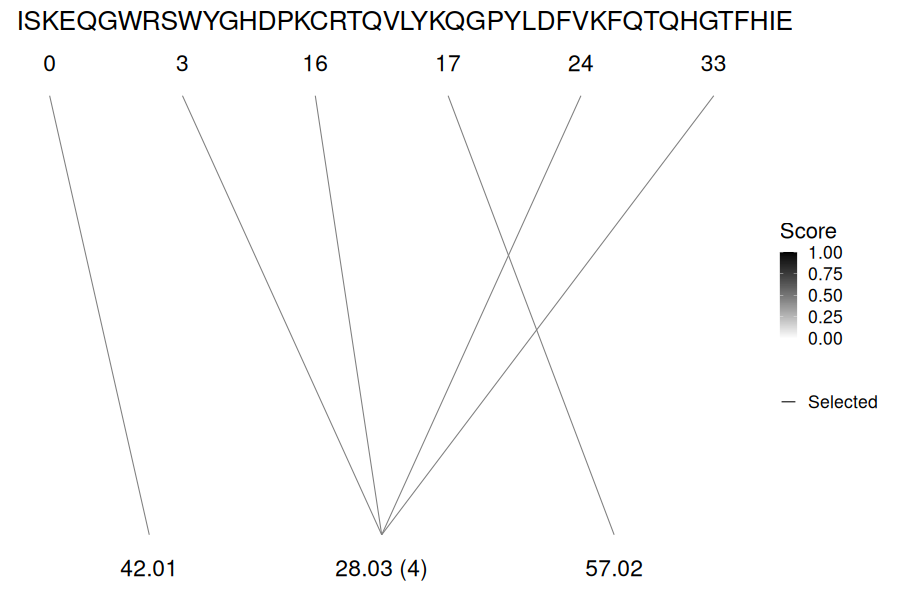 ISKEQGWRSWYGHDPKCRTQVLYKQGPYLDFVKFQTQHGTFHIE
0 3 16 17 24 33
Score
1.00
0.75
0.50
0.25
0.00
Selected
42.01 28.03 (4) 57.02